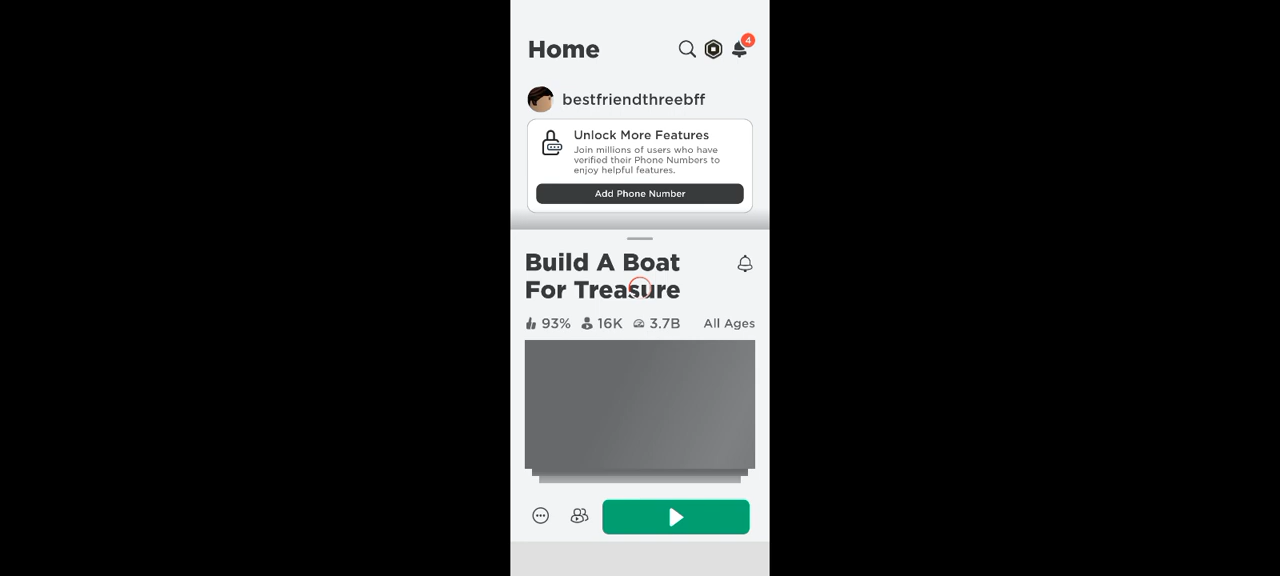 Home
4
bestfriendthreebff
Unlock More Features
Join millions of users who have
verified their Phone Numbers to
enjoy helpful features.
Add Phone Number
Build A Boat
For Treasure
93% 16K 3.7B All Ages